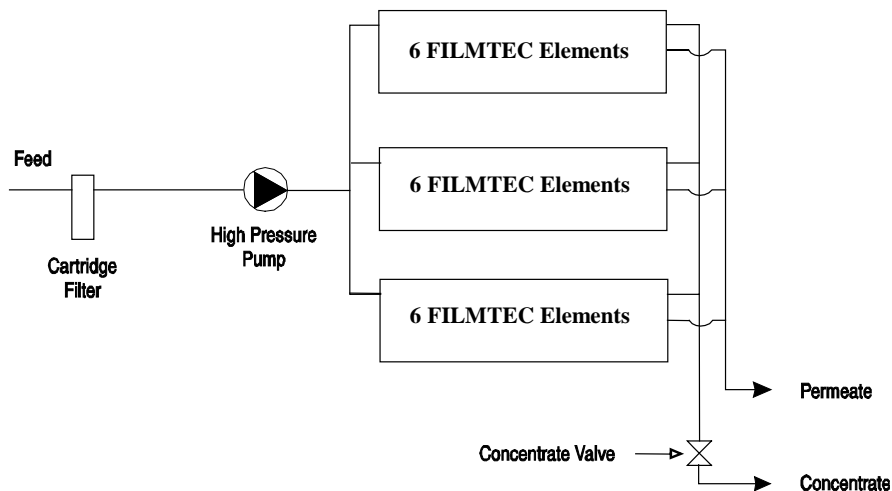 6 FILMTEC Elements
Feed
6 FILMTEC Elements
High Pressure
Pump
Cartridge
Filter
6 FILMTEC Elements
Permeate
Concentrate Valve
Concentrate